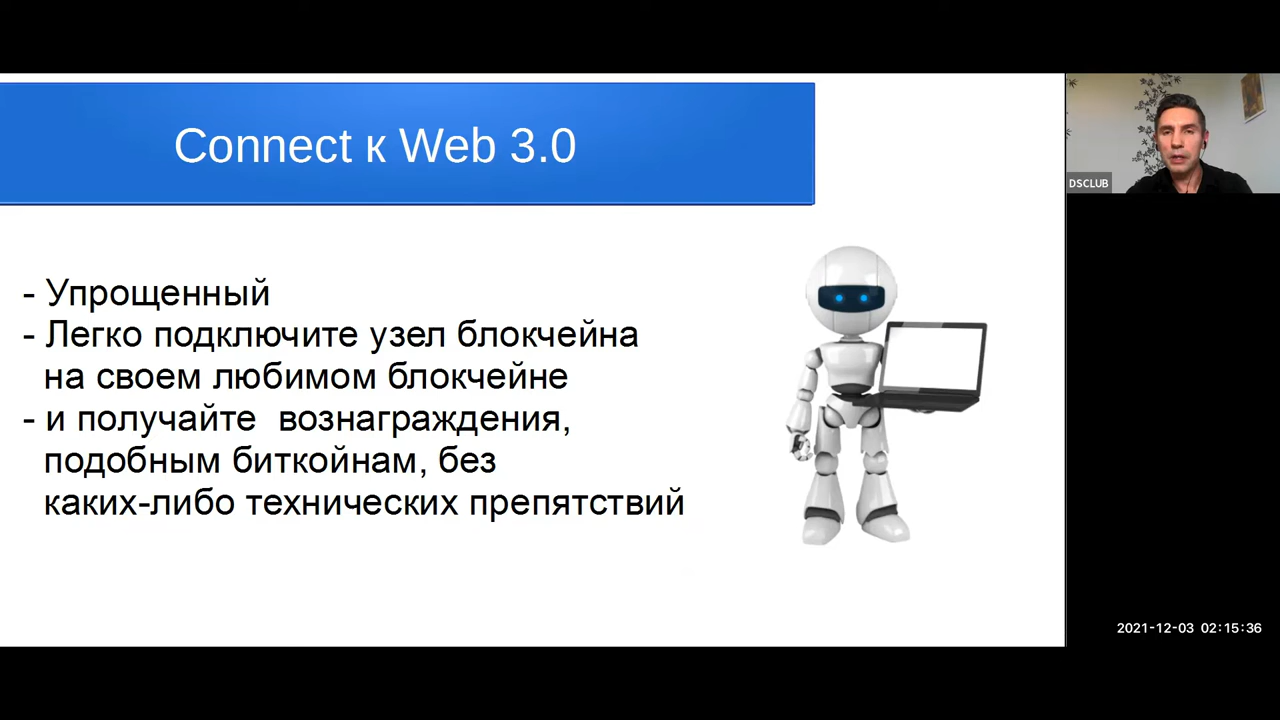 Connect к Web 3.0
- Упрощенный
- Легко подключите узел блокчейна
на своем любимом блокчейне
- и получайте  вознаграждения,
подобным биткойнам, без
каких-либо технических препятствий
DSCLUB
2021-12-03 02:15:36